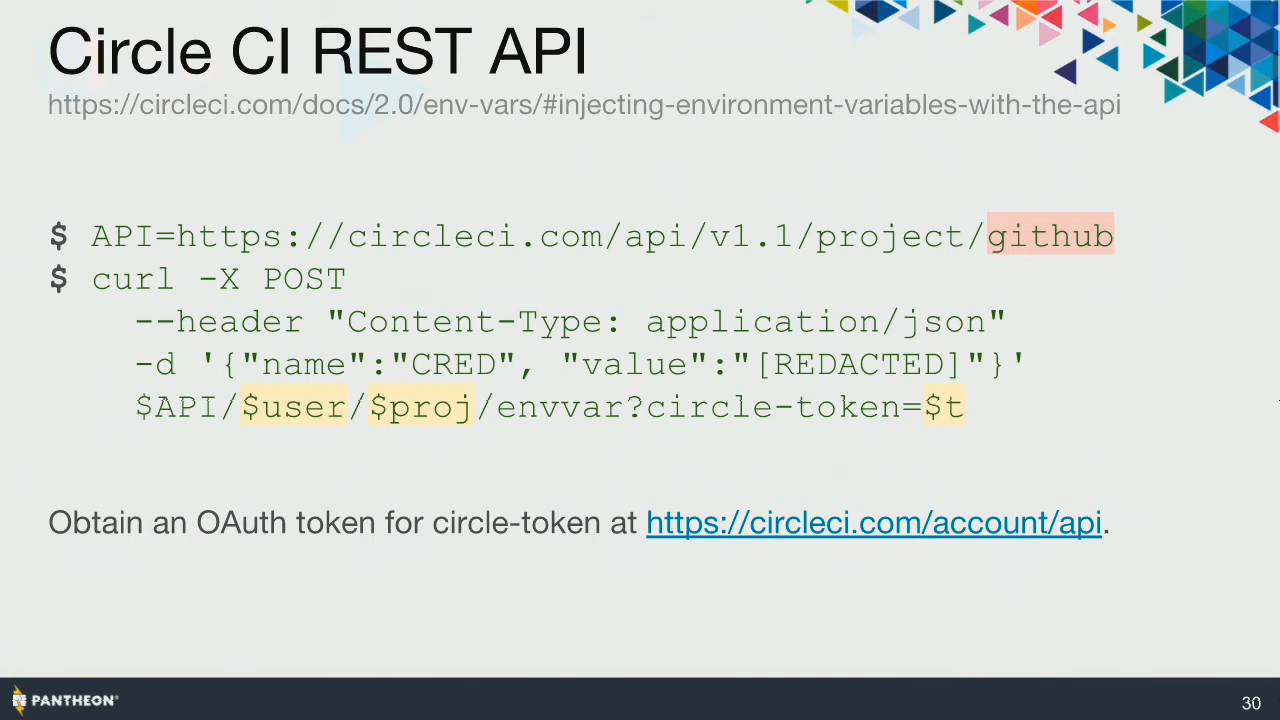 Circle CI REST API
https://circleci.com/docs/2.0/env-vars/#injecting-environment-variables-with-the-api
$ API=https://circleci.com/api/v1.1/project/github
$ curl -X POST
--header "Content-Type: application/json"
-d '{"name":"CRED", "value":"[REDACTED]"}'
$API/$user/$proj/envvar?circle-token=$t
Obtain an OAuth token for circle-token at https://circleci.com/account/api.
PANTHEON®
30